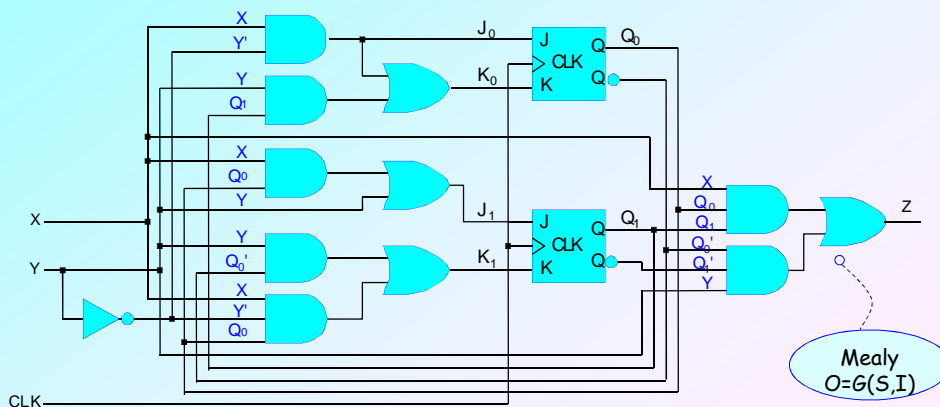 X
Y'
Y
Q1
J0
K0
J
CLK
K
Q
Q
Q0
X
Q0
Y
Y
Q0'
X
Y'
Q0
J1
K1
J
CLK
K
Q
Q
Q1
X
Q0
Q1
Q0'
Q1'
Y
Z
X
Y
CLK
Mealy
O=G(S,I)